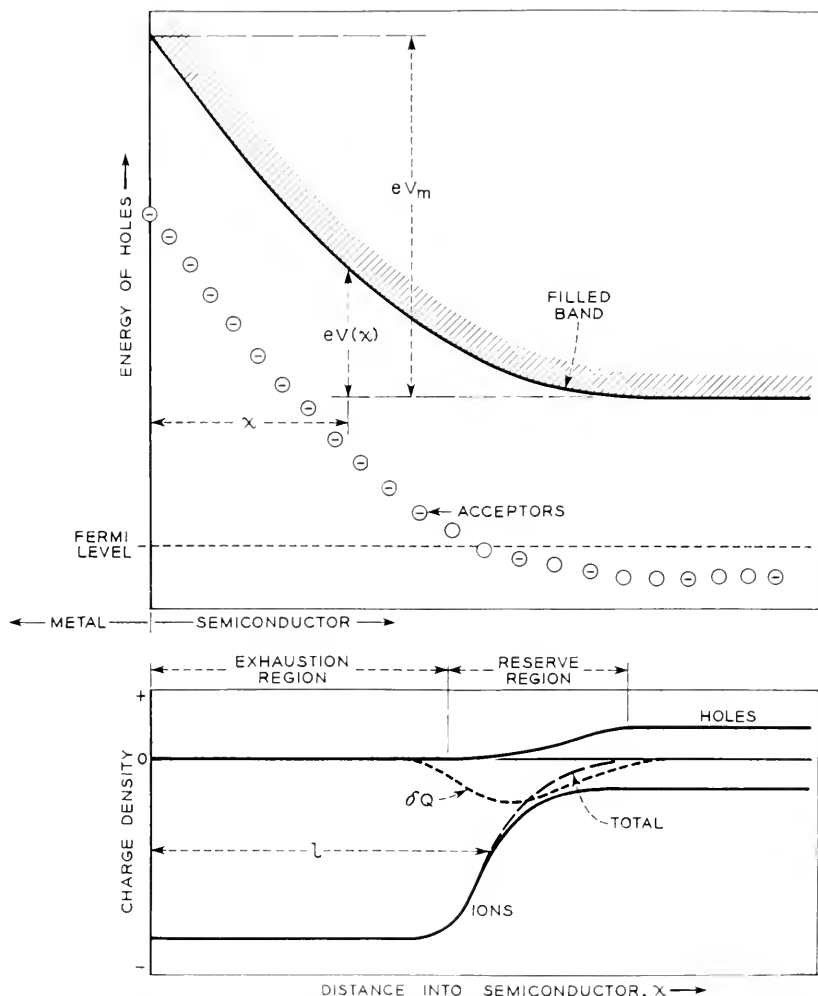 ENERGY OF HOLES →
eVm
FILLED
BAND
eV(x)
x
ACCEPTORS
FERMI
LEVEL
← METAL
SEMICONDUCTOR →
EXHAUSTION
REGION
RESERVE
REGION
CHARGE DENSITY
+
0
−
HOLES
δQ
TOTAL
l
IONS
DISTANCE INTO SEMICONDUCTOR, x →